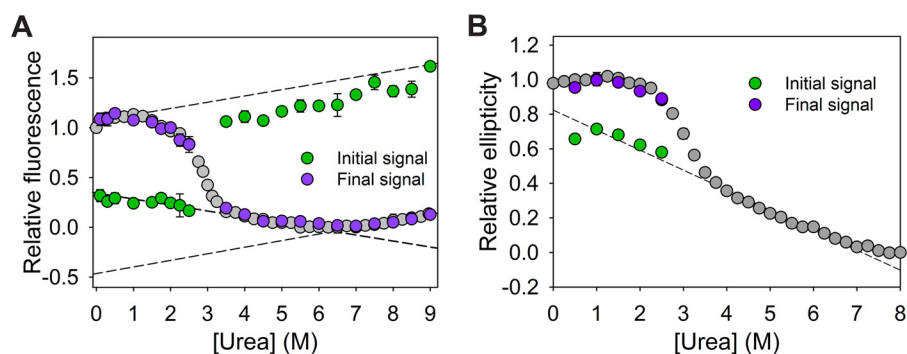 A
Relative fluorescence
1.5
1.0
0.5
0.0
-0.5
Initial signal
Final signal
0 1 2 3 4 5 6 7 8 9
[Urea] (M)
B
Relative ellipticity
1.2
1.0
0.8
0.6
0.4
0.2
0.0
-0.2
Initial signal
Final signal
0 1 2 3 4 5 6 7 8
[Urea] (M)